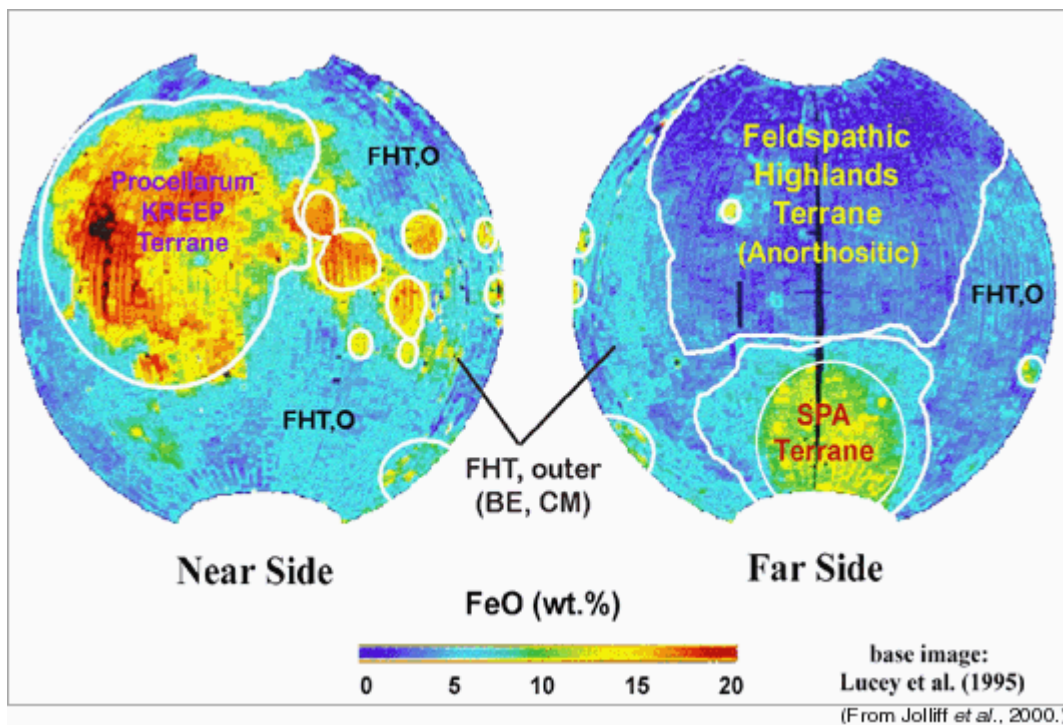 FHT,O
Procellarum
KREEP
Terrane
FHT,O
Feldspathic
Highlands
Terrane
(Anorthositic)
FHT,O
SPA
Terrane
FHT, outer
(BE, CM)
Near Side
Far Side
FeO (wt.%)
0 5 10 15 20
base image:
Lucey et al. (1995)
(From Jolliff et al., 2000.